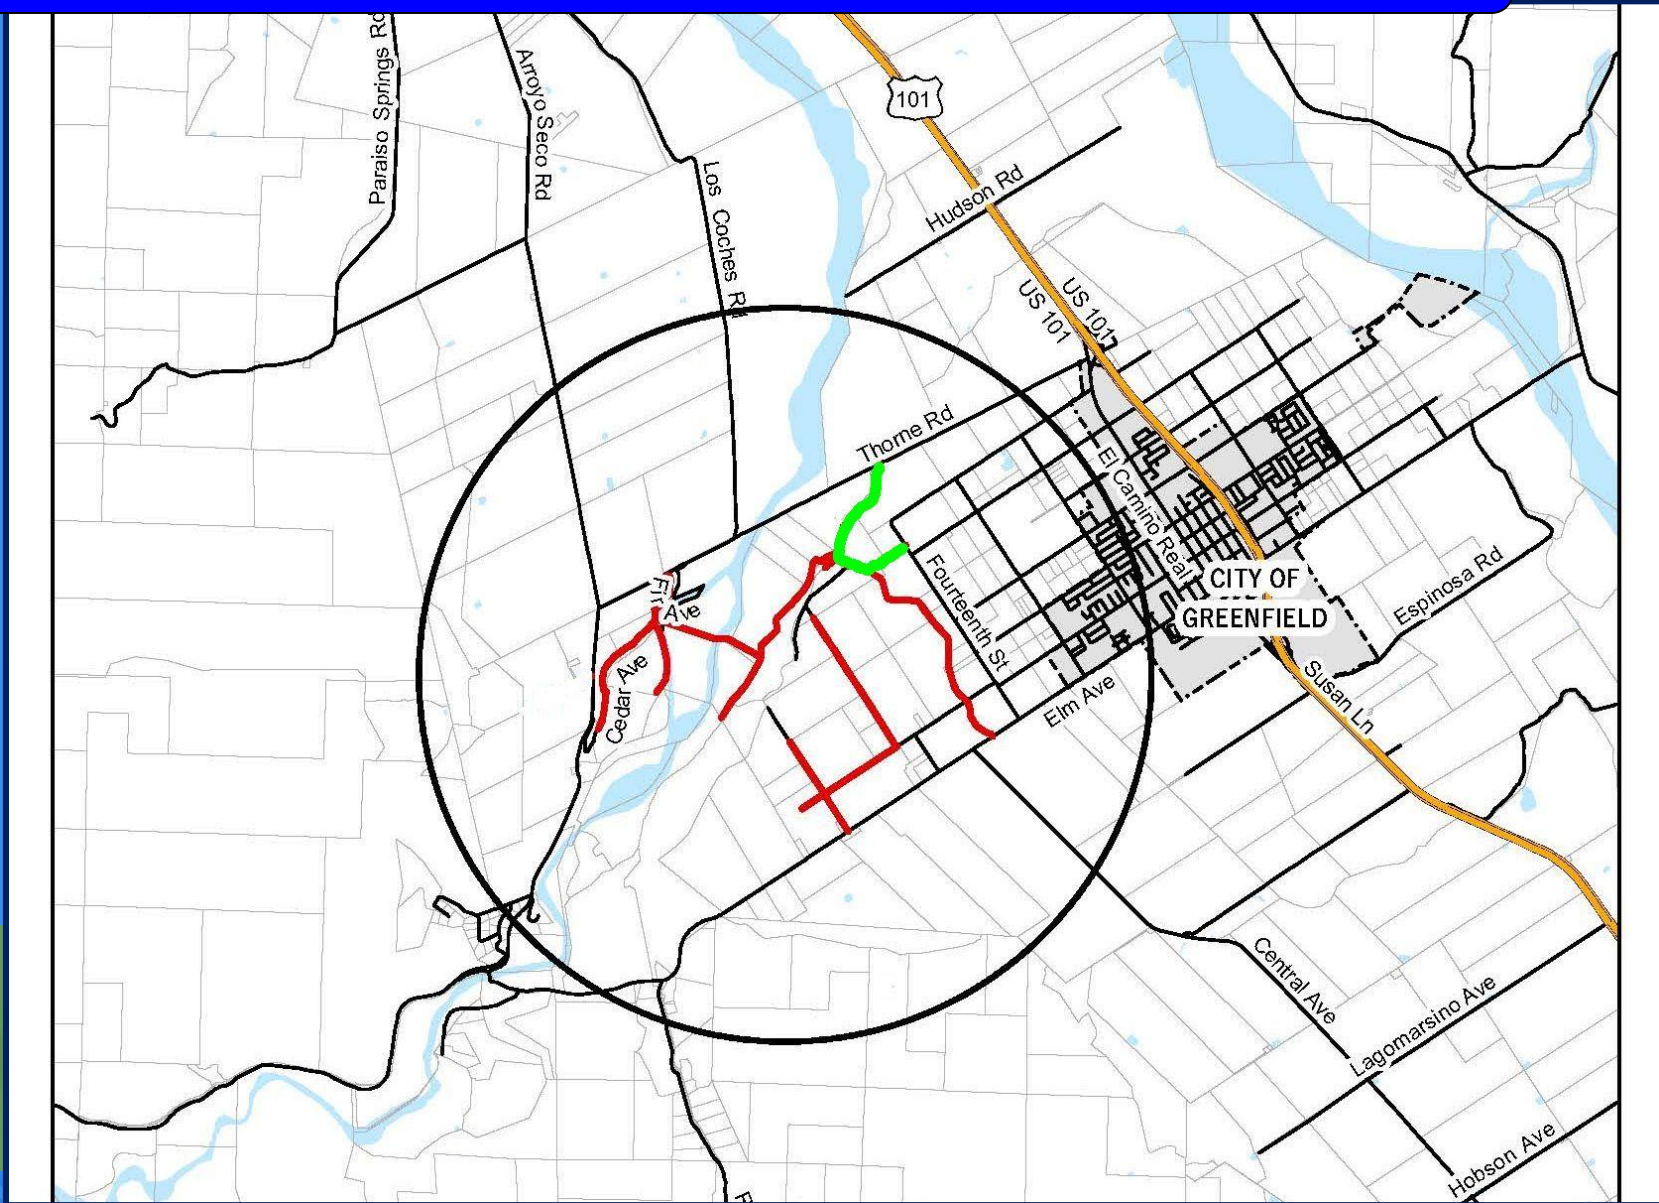 Paraiso Springs Rd
Arroyo Seco Rd
101
Los Coches Rd
Hudson Rd
US 101
US 101
Thorne Rd
El Camino Real
Fir
Ave
Fourteenth St
CITY OF
GREENFIELD
Espinosa Rd
Cedar Ave
Elm Ave
Susan Ln
Central Ave
Lagomarsino Ave
Hobson Ave